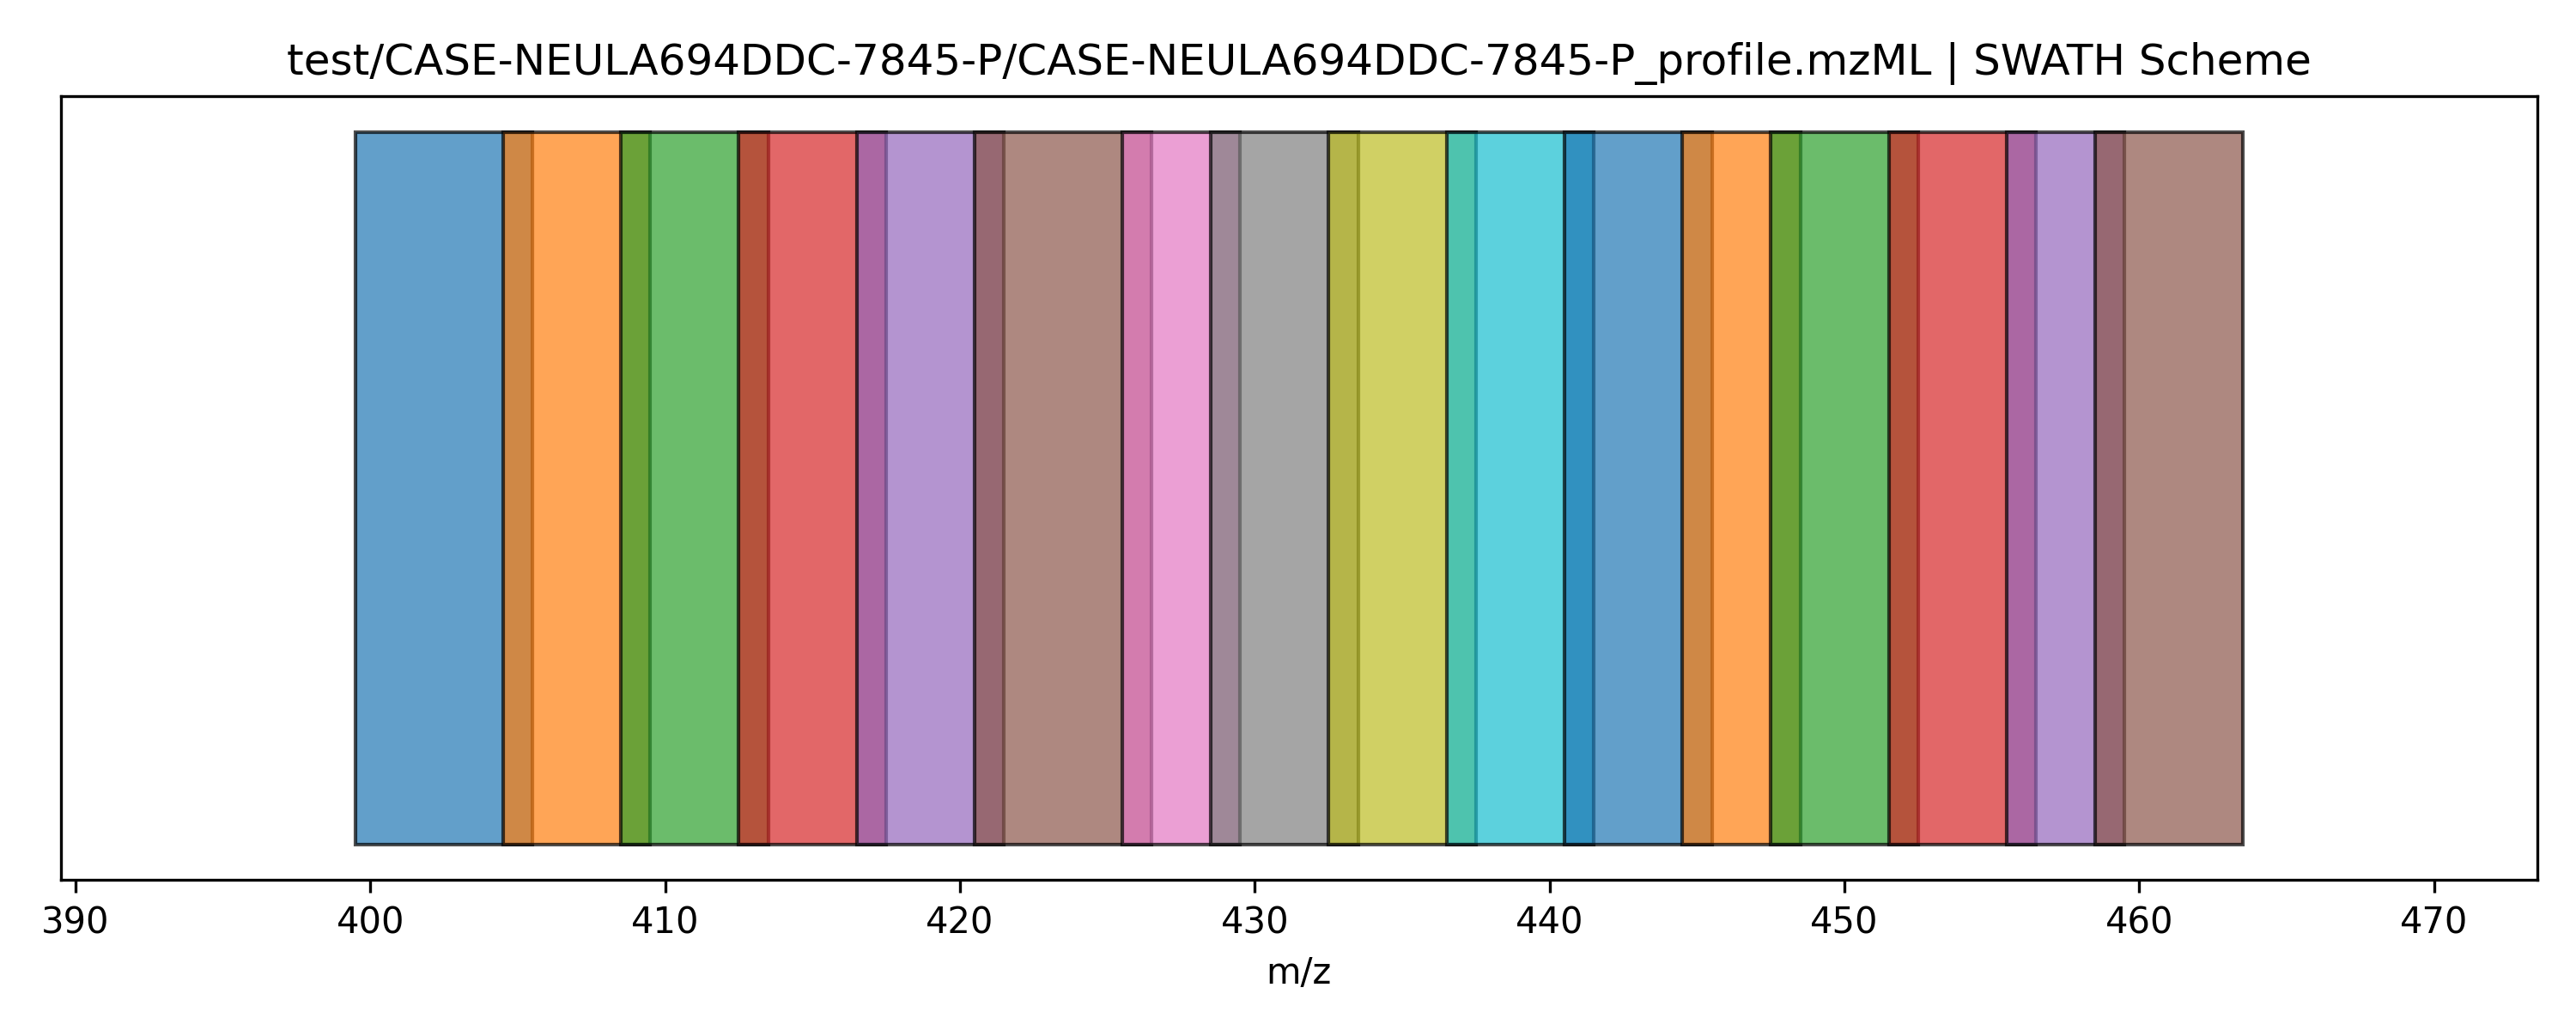 test/CASE-NEULA694DDC-7845-P/CASE-NEULA694DDC-7845-P_profile.mzML | SWATH Scheme
390 400 410 420 430 440 450 460 470
m/z